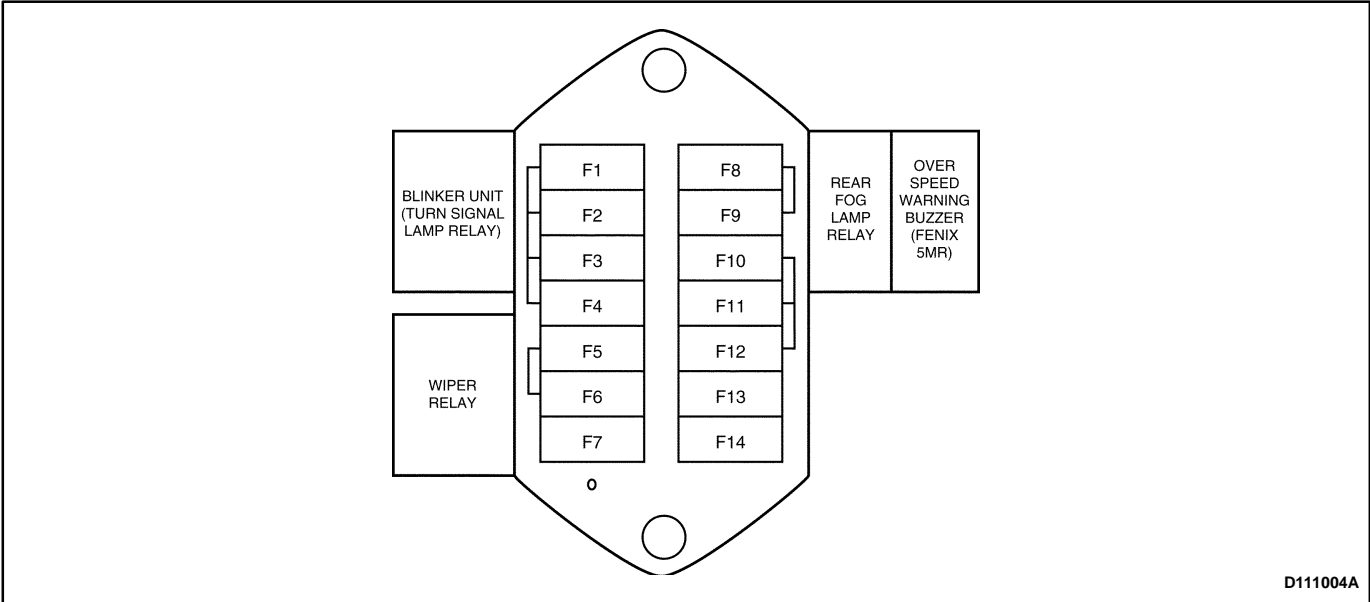 BLINKER UNIT
(TURN SIGNAL
LAMP RELAY)
WIPER
RELAY
F1
F2
F3
F4
F5
F6
F7
F8
F9
F10
F11
F12
F13
F14
REAR
FOG
LAMP
RELAY
OVER
SPEED
WARNING
BUZZER
(FENIX
5MR)
D111004A